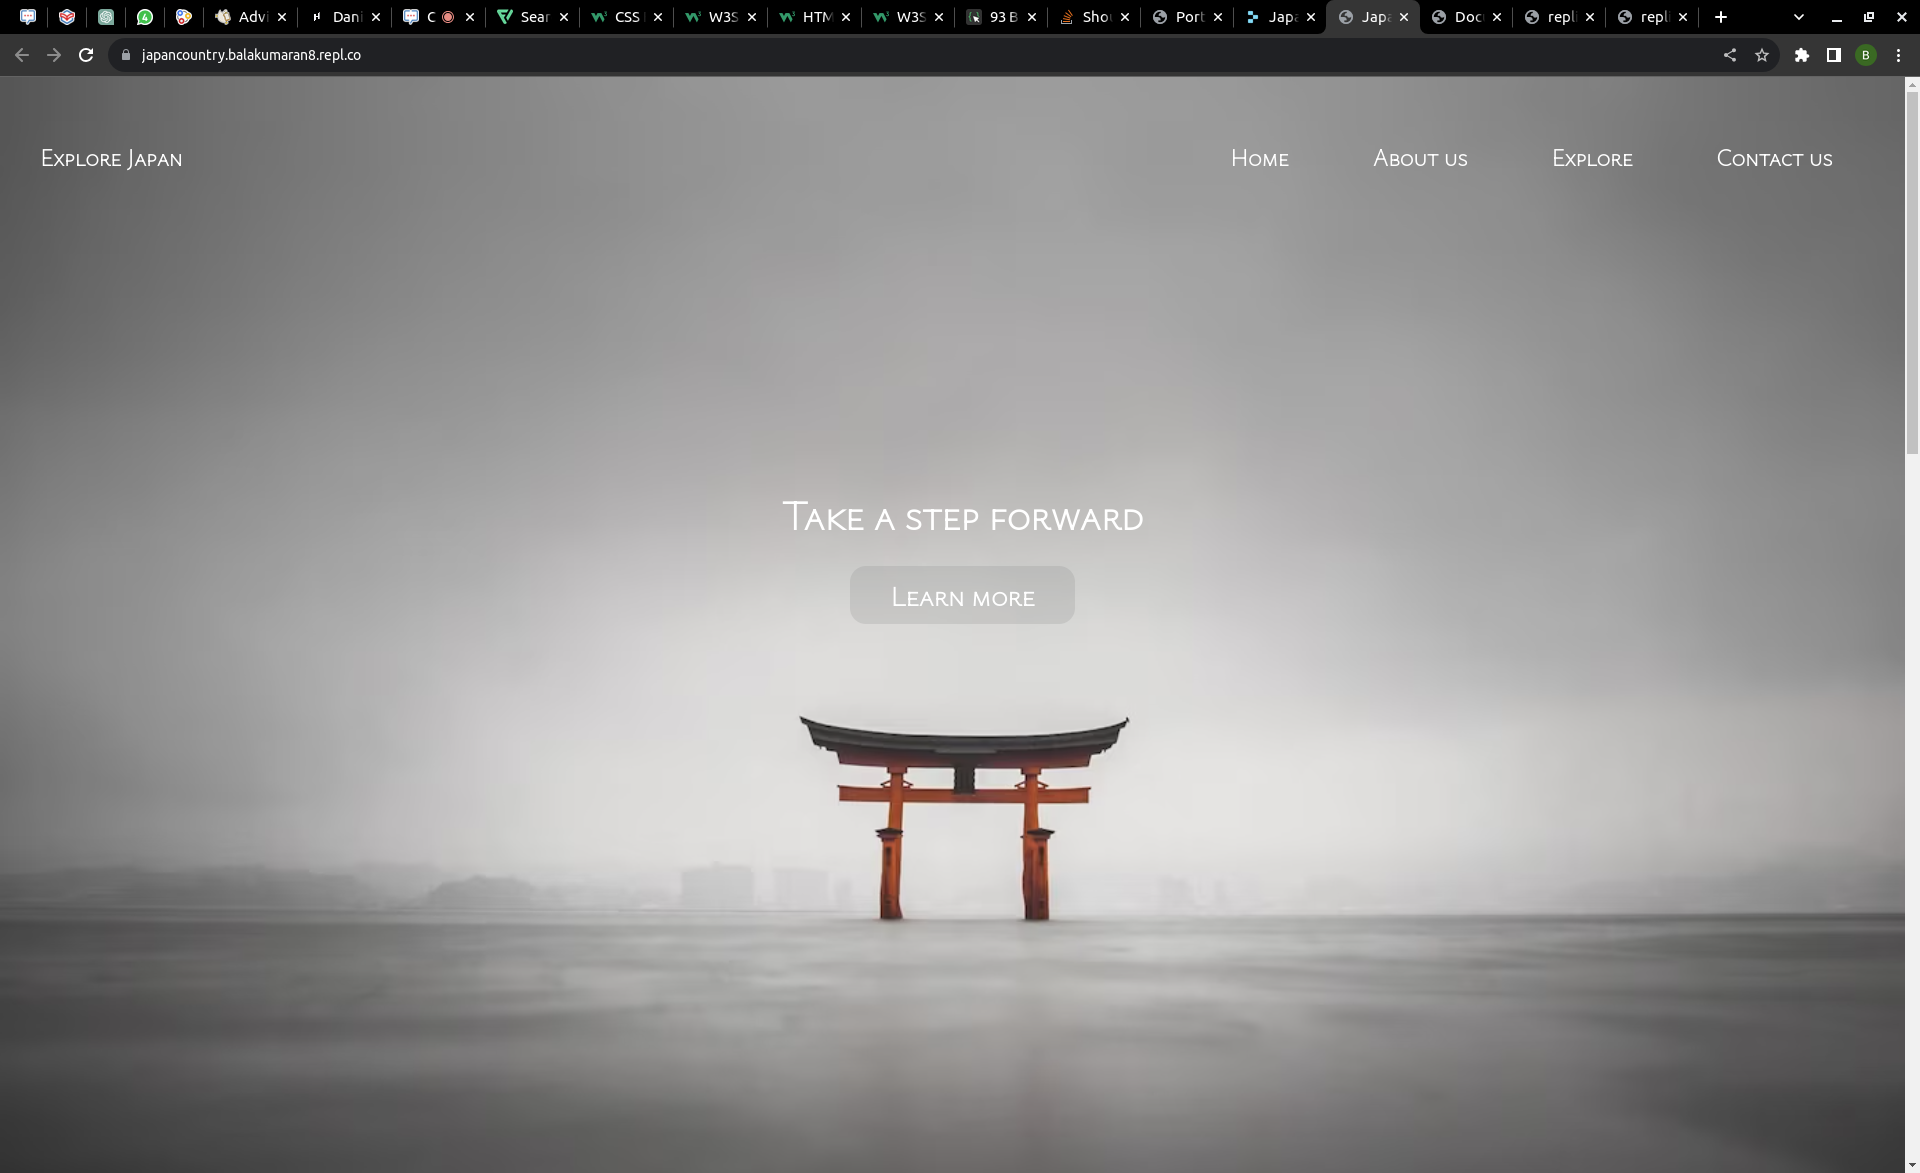 Advi
Dani
C
Sear
CSS
W3S
HTM
W3S
93 B
Shou
Port
Japa
Japa
Doc
repl
repl
japancountry.balakumaran8.repl.co
B
Explore Japan
Home
About us
Explore
Contact us
Take a step forward
Learn more